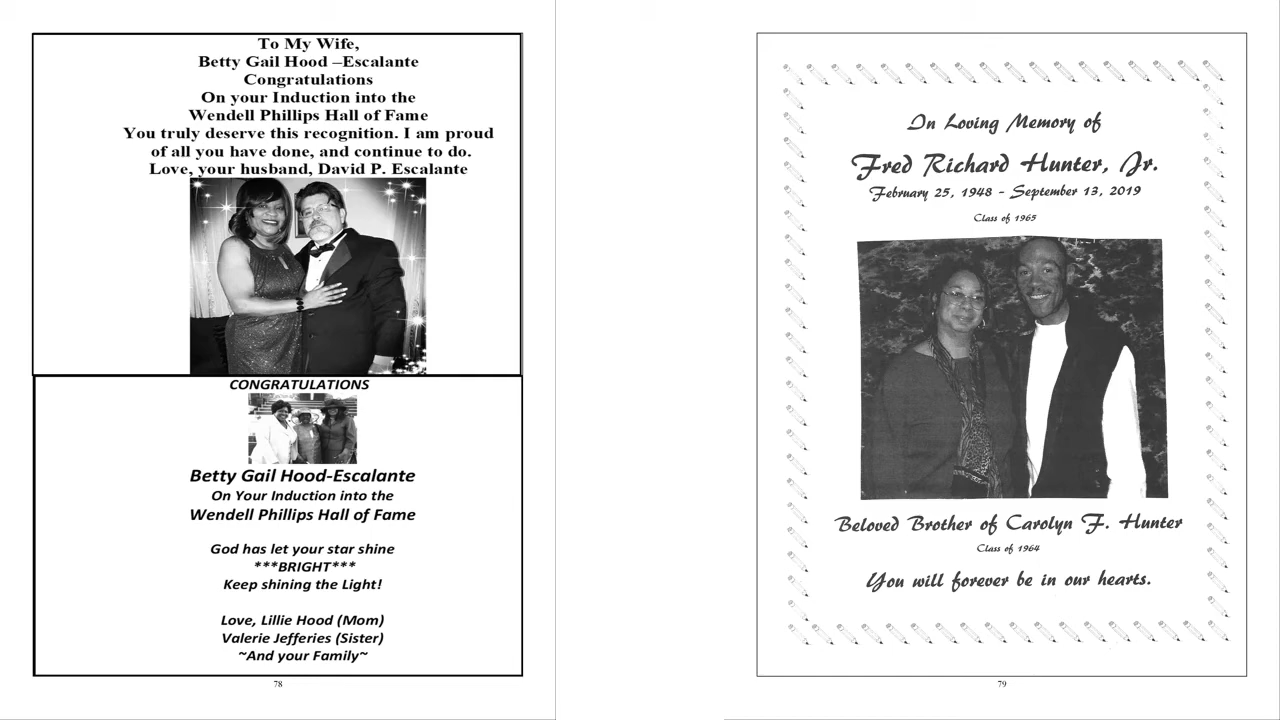 To My Wife,
Betty Gail Hood –Escalante
Congratulations
On your Induction into the
Wendell Phillips Hall of Fame
You truly deserve this recognition. I am proud
of all you have done, and continue to do.
Love, your husband, David P. Escalante
CONGRATULATIONS
Betty Gail Hood-Escalante
On Your Induction into the
Wendell Phillips Hall of Fame
God has let your star shine
***BRIGHT***
Keep shining the Light!
Love, Lillie Hood (Mom)
Valerie Jefferies (Sister)
~And your Family~
78
In Loving Memory of
Fred Richard Hunter, Jr.
February 25, 1948 - September 13, 2019
Class of 1965
Beloved Brother of Carolyn F. Hunter
Class of 1964
You will forever be in our hearts.
79